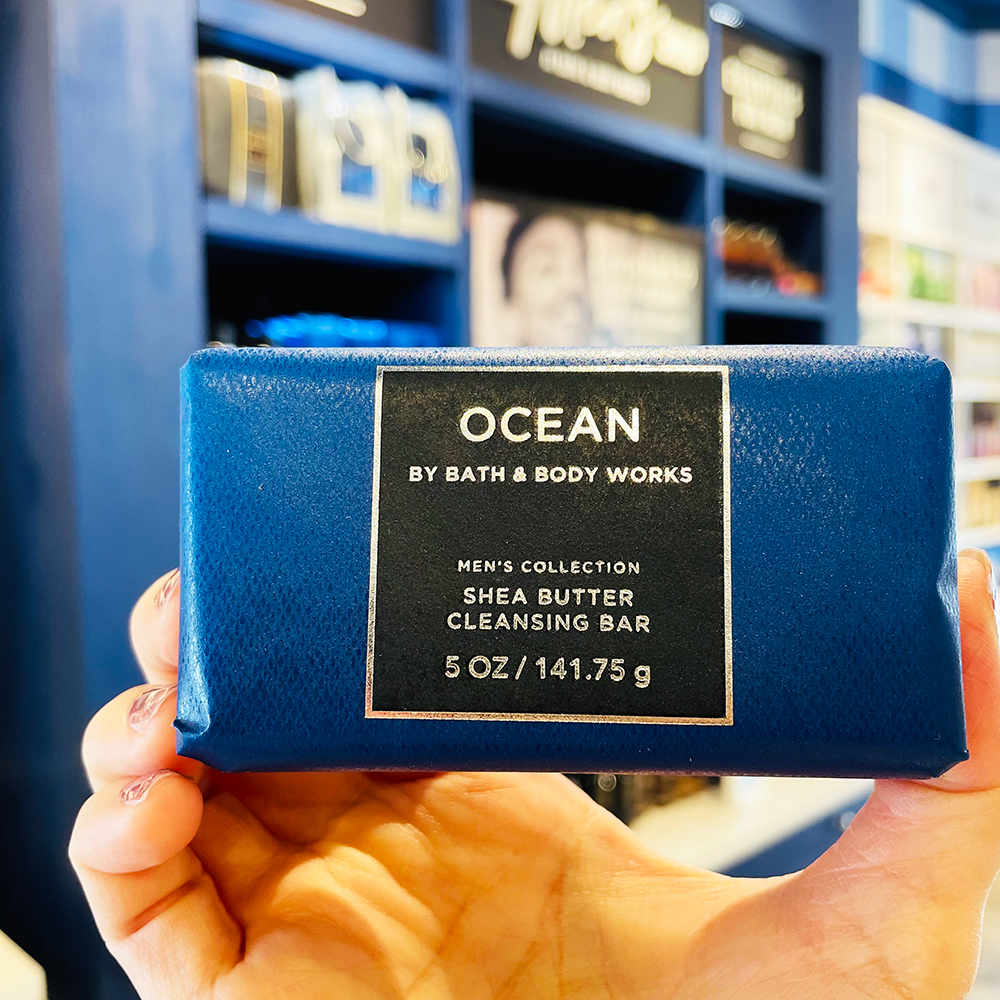 OCEAN
BY BATH & BODY WORKS
MEN'S COLLECTION
SHEA BUTTER
CLEANSING BAR
5 OZ / 141.75 g